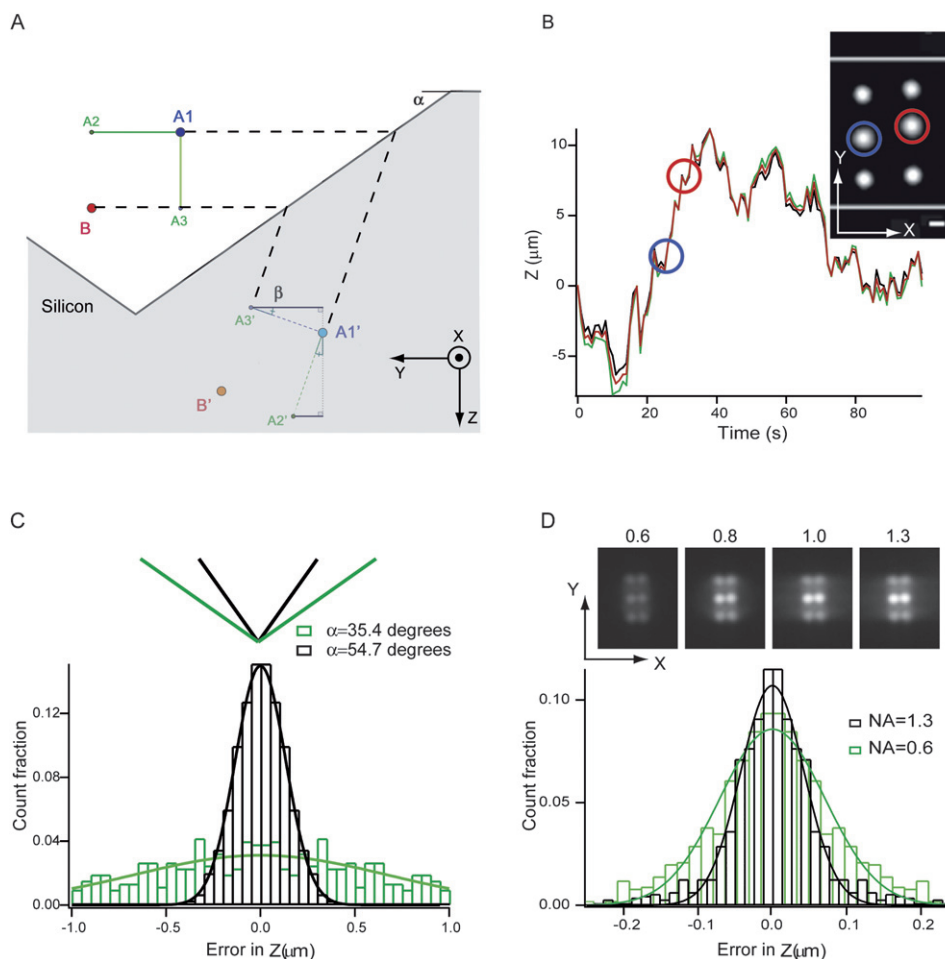 A
α
A2
A1
B
A3
Silicon
β
A3'
A1'
B'
A2'
X
Y
Z
B
Y
X
Z (μm)
10
5
0
-5
0
20
40
60
80
Time (s)
C
α=35.4 degrees
α=54.7 degrees
Count fraction
0.12
0.08
0.04
0.00
-1.0
-0.5
0.0
0.5
1.0
Error in Z(μm)
D
0.6
0.8
1.0
1.3
Y
X
NA=1.3
NA=0.6
Count fraction
0.10
0.05
0.00
-0.2
-0.1
0.0
0.1
0.2
Error in Z(μm)